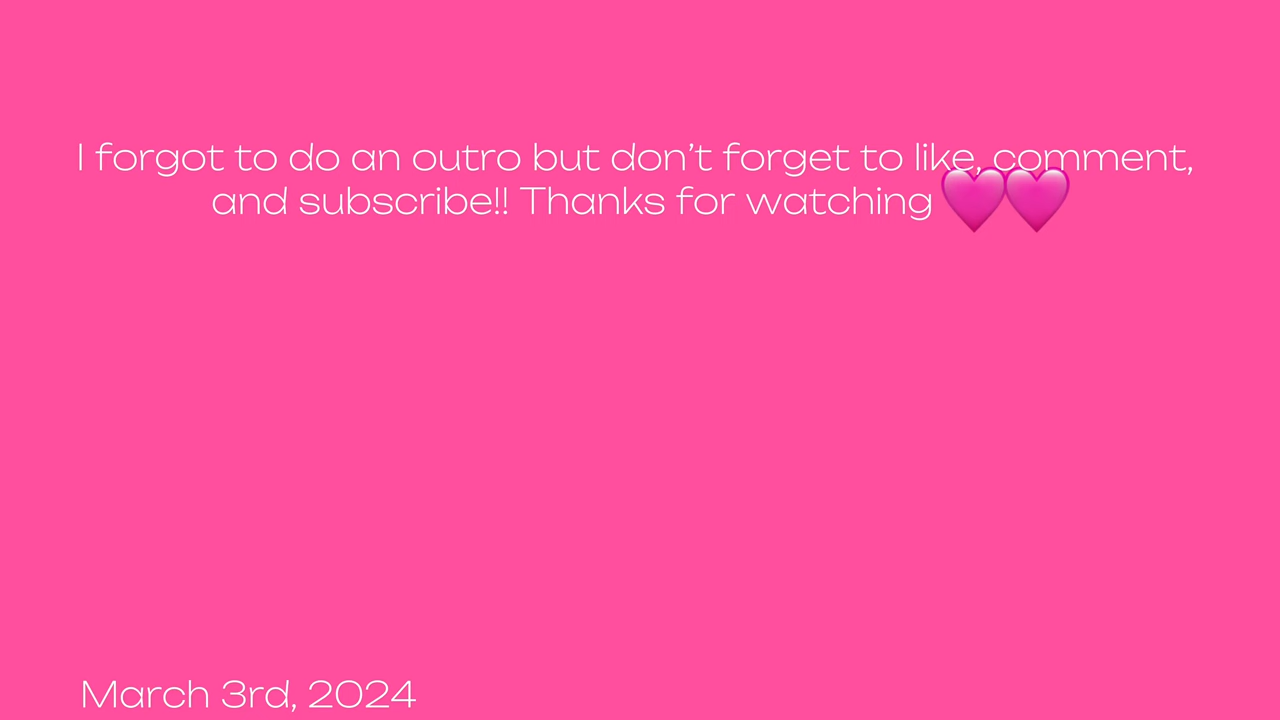 I forgot to do an outro but don’t forget to like, comment,
and subscribe!! Thanks for watching 🩷🩷
March 3rd, 2024